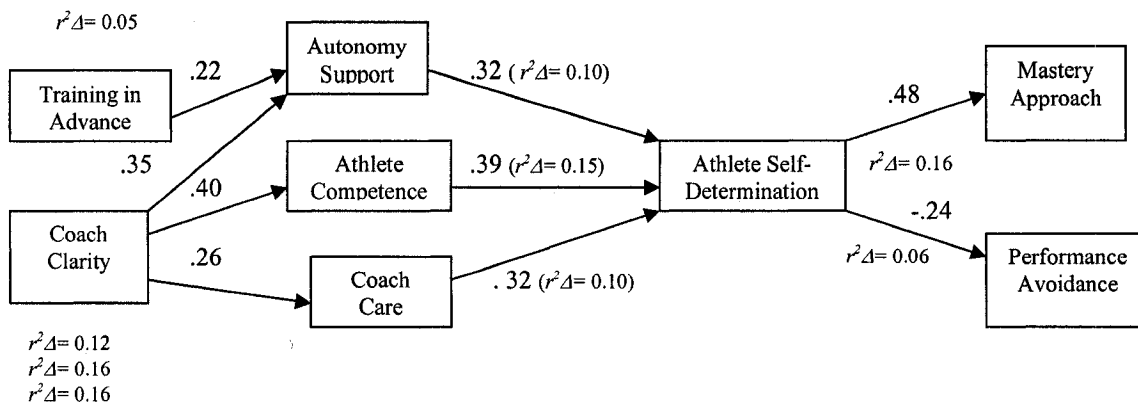 r²Δ= 0.05
Training in
Advance
.22
.35
Coach
Clarity
.40
.26
r²Δ= 0.12
r²Δ= 0.16
r²Δ= 0.16
Autonomy
Support
.32 (r²Δ= 0.10)
Athlete
Competence
.39 (r²Δ= 0.15)
Coach
Care
. 32 (r²Δ= 0.10)
Athlete Self-
Determination
.48
r²Δ= 0.16
-.24
r²Δ= 0.06
Mastery
Approach
Performance
Avoidance